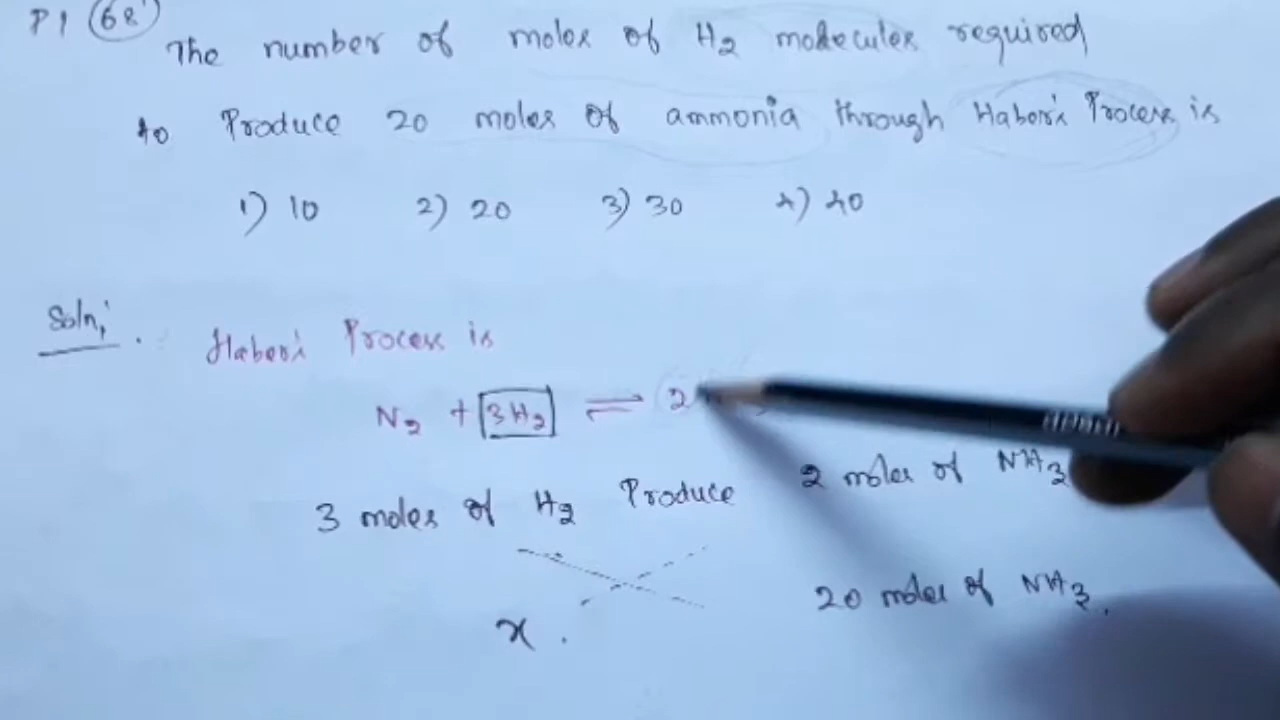 P1 (68)
The number of moles of H2 molecules required
to Produce 20 moles of ammonia through Haber's Process is
1) 10 2) 20 3) 30 4) 40
Soln;
Haber's Process is
N2 + 3H2 ⇌ 2
3 moles of H2 Produce 2 moles of NH3
x. 20 moles of NH3.